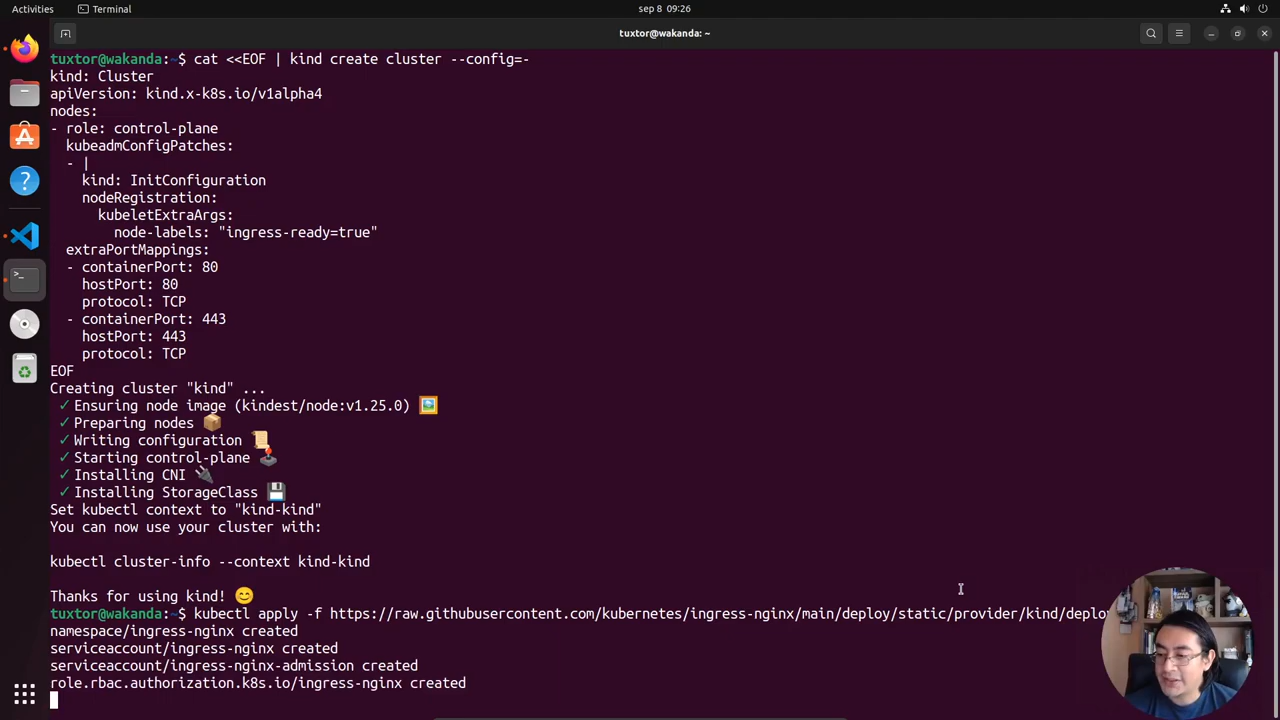 Activities
Terminal
sep 8 09:26
tuxtor@wakanda: ~
tuxtor@wakanda:~$ cat <<EOF | kind create cluster --config=-
kind: Cluster
apiVersion: kind.x-k8s.io/v1alpha4
nodes:
- role: control-plane
  kubeadmConfigPatches:
  - |
    kind: InitConfiguration
    nodeRegistration:
      kubeletExtraArgs:
        node-labels: "ingress-ready=true"
  extraPortMappings:
  - containerPort: 80
    hostPort: 80
    protocol: TCP
  - containerPort: 443
    hostPort: 443
    protocol: TCP
EOF
Creating cluster "kind" ...
 ✓ Ensuring node image (kindest/node:v1.25.0) 🖼
 ✓ Preparing nodes 📦
 ✓ Writing configuration 📜
 ✓ Starting control-plane 🕹️
 ✓ Installing CNI 🔌
 ✓ Installing StorageClass 💾
Set kubectl context to "kind-kind"
You can now use your cluster with:
kubectl cluster-info --context kind-kind
Thanks for using kind! 😊
tuxtor@wakanda:~$ kubectl apply -f https://raw.githubusercontent.com/kubernetes/ingress-nginx/main/deploy/static/provider/kind/deploy
namespace/ingress-nginx created
serviceaccount/ingress-nginx created
serviceaccount/ingress-nginx-admission created
role.rbac.authorization.k8s.io/ingress-nginx created